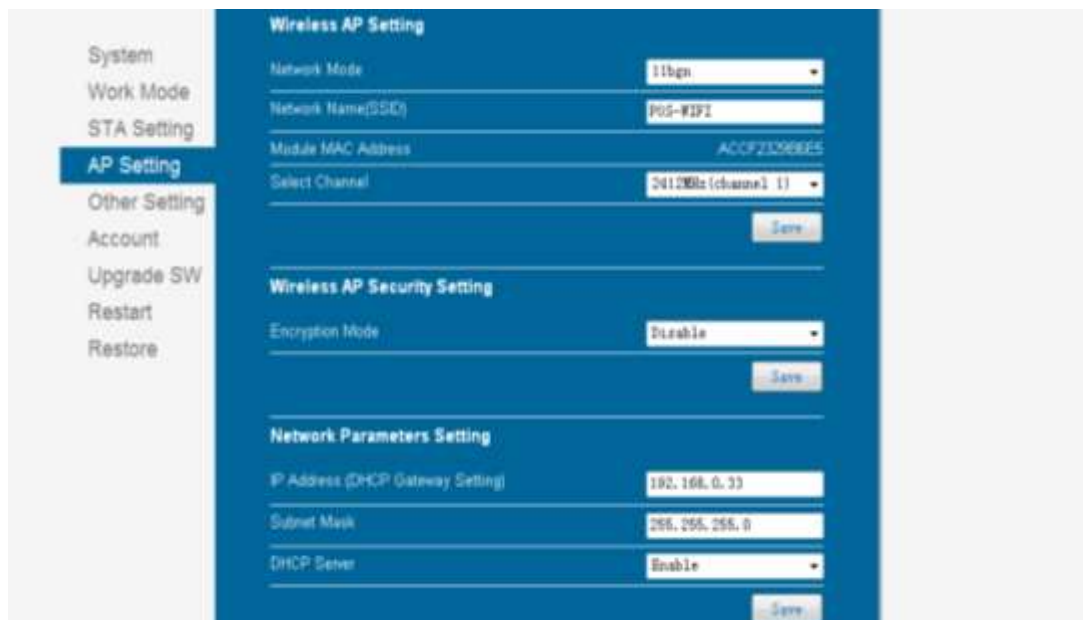 System
Work Mode
STA Setting
AP Setting
Other Setting
Account
Upgrade SW
Restart
Restore
Wireless AP Setting
Network Mode 11bgn
Network Name(SSID) POS-WIFI
Module MAC Address
Select Channel 2412MHz(channel 1)
Save
Wireless AP Security Setting
Encryption Mode Disable
Save
Network Parameters Setting
IP Address (DHCP Gateway Setting) 192.168.0.33
Subnet Mask 255.255.255.0
DHCP Server Enable
Save